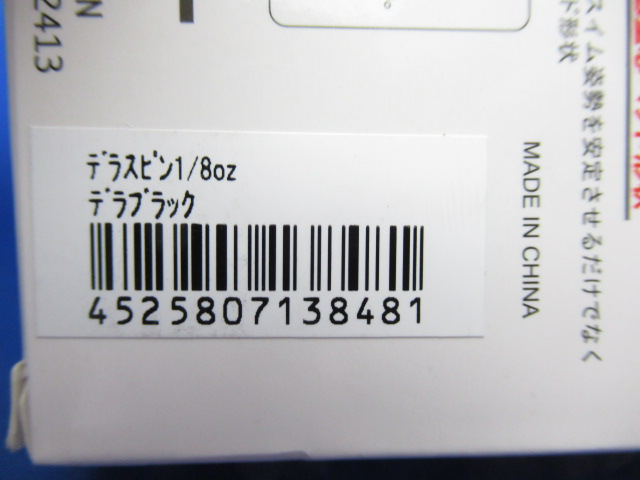 デラスピン1/8oz
デラブラック
4525807138481
MADE IN CHINA
スイム姿勢を安定させるだけでなく
ド形状
2413